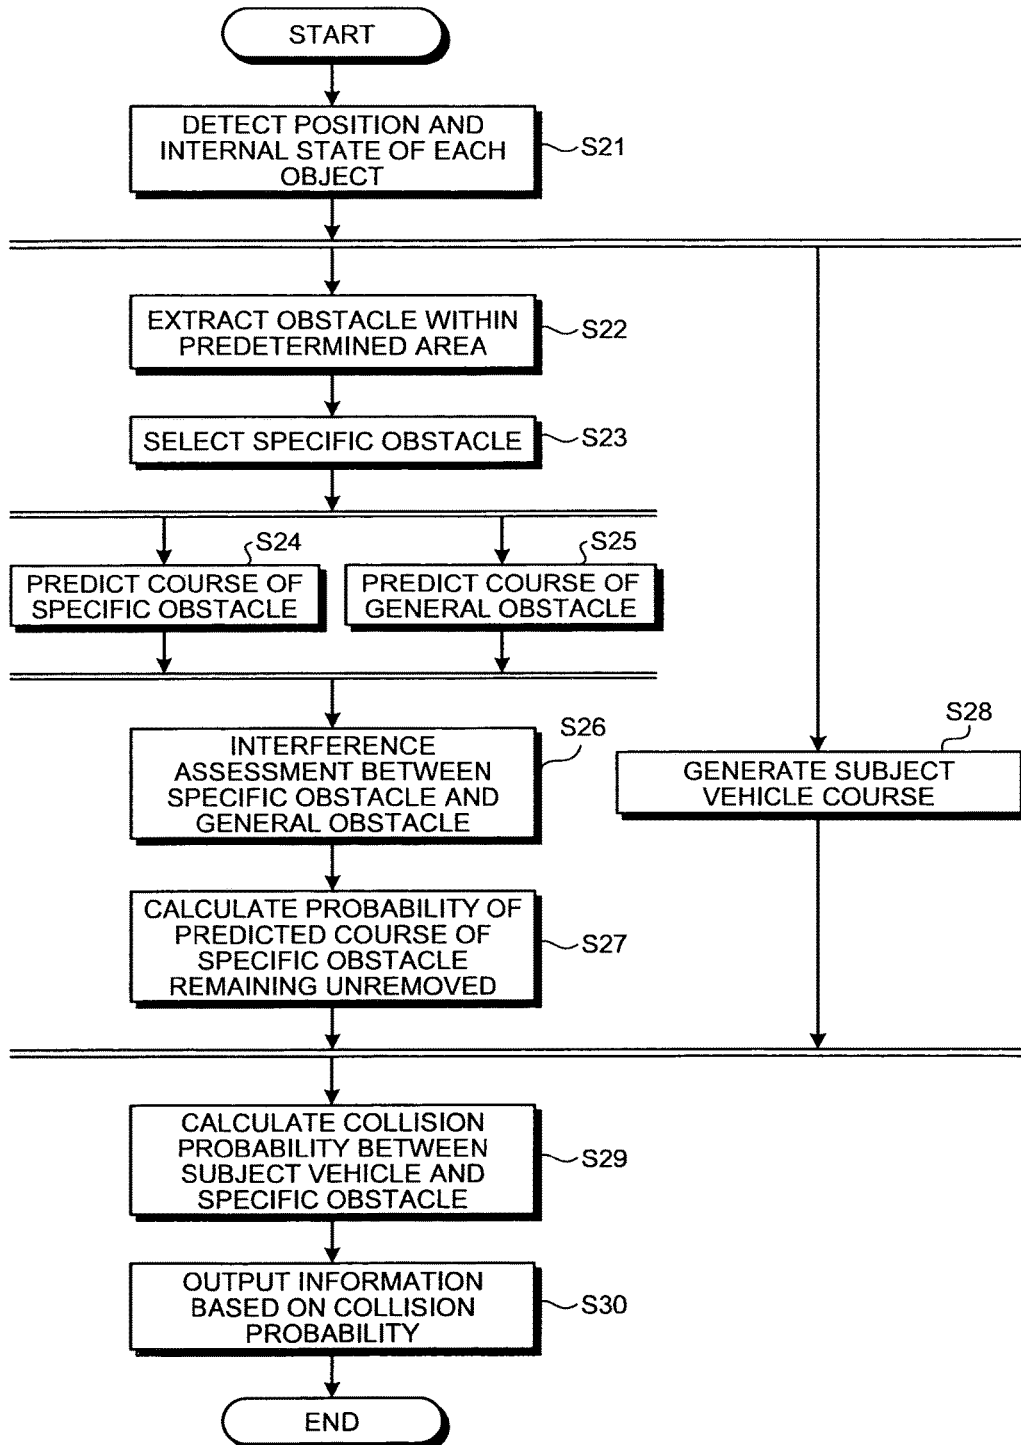 START
DETECT POSITION AND
INTERNAL STATE OF EACH
OBJECT
S21
EXTRACT OBSTACLE WITHIN
PREDETERMINED AREA
S22
SELECT SPECIFIC OBSTACLE
S23
S24
PREDICT COURSE OF
SPECIFIC OBSTACLE
S25
PREDICT COURSE OF
GENERAL OBSTACLE
S26
INTERFERENCE
ASSESSMENT BETWEEN
SPECIFIC OBSTACLE AND
GENERAL OBSTACLE
S28
GENERATE SUBJECT
VEHICLE COURSE
CALCULATE PROBABILITY OF
PREDICTED COURSE OF
SPECIFIC OBSTACLE
REMAINING UNREMOVED
S27
CALCULATE COLLISION
PROBABILITY BETWEEN
SUBJECT VEHICLE AND
SPECIFIC OBSTACLE
S29
OUTPUT INFORMATION
BASED ON COLLISION
PROBABILITY
S30
END